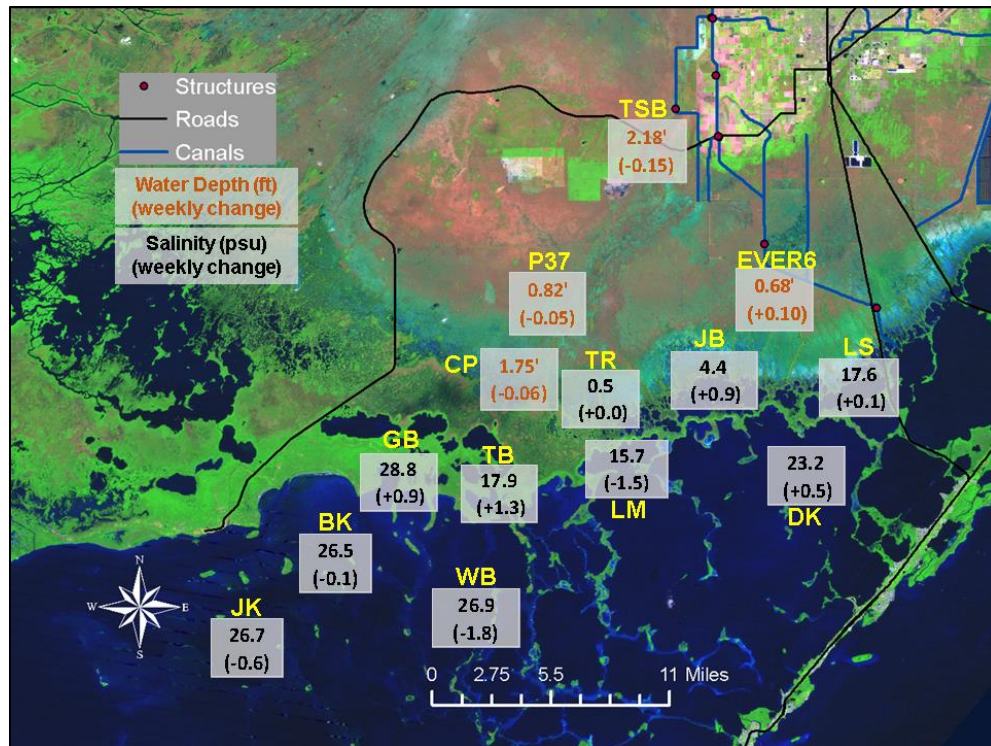 Structures
Roads
Canals
Water Depth (ft)
(weekly change)
Salinity (psu)
(weekly change)
TSB
2.18'
(-0.15)
P37
0.82'
(-0.05)
EVER6
0.68'
(+0.10)
CP
1.75'
(-0.06)
TR
0.5
(+0.0)
JB
4.4
(+0.9)
LS
17.6
(+0.1)
GB
28.8
(+0.9)
TB
17.9
(+1.3)
15.7
(-1.5)
LM
23.2
(+0.5)
DK
BK
26.5
(-0.1)
WB
26.9
(-1.8)
JK
26.7
(-0.6)
N
W E
S
0 2.75 5.5 11 Miles